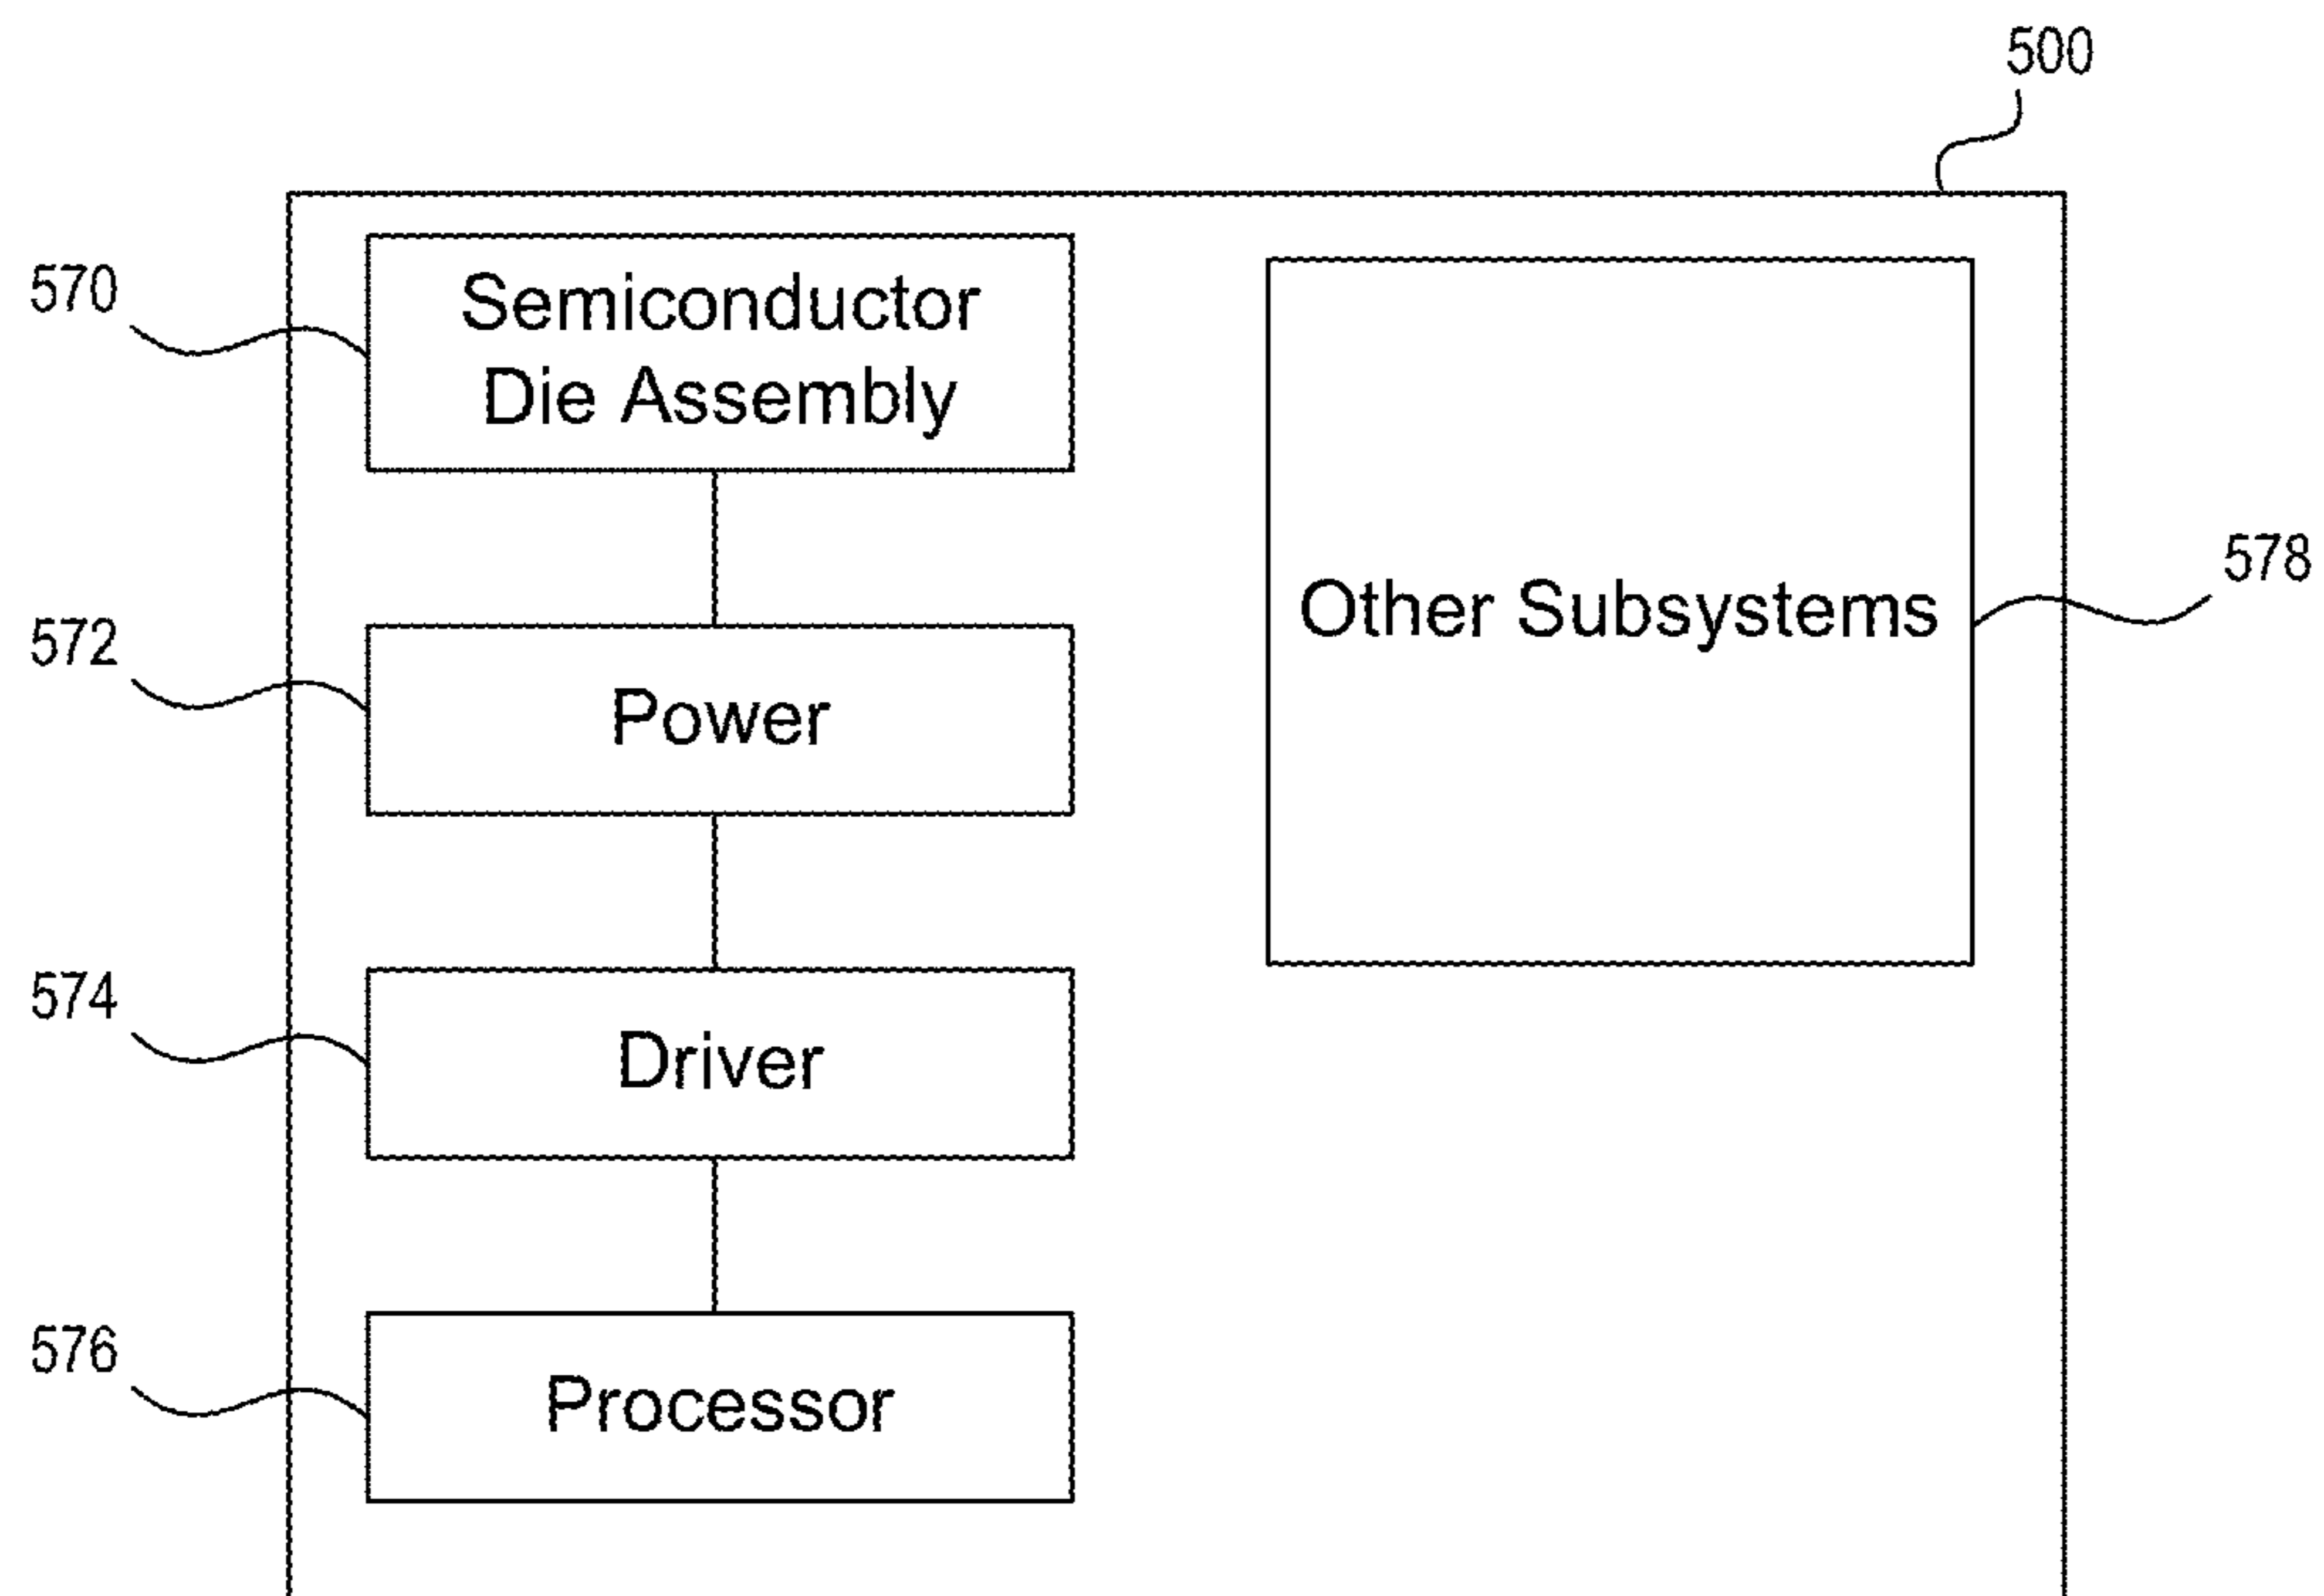 500
570
Semiconductor
Die Assembly
578
Other Subsystems
572
Power
574
Driver
576
Processor